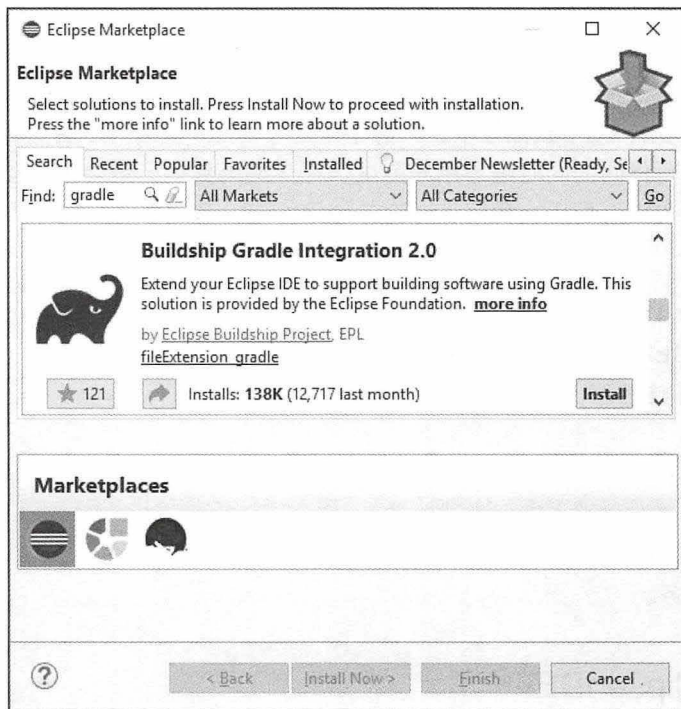 Eclipse Marketplace
Eclipse Marketplace
Select solutions to install. Press Install Now to proceed with installation.
Press the "more info" link to learn more about a solution.
Search Recent Popular Favorites Installed December Newsletter (Ready, Se
Find: gradle All Markets All Categories Go
Buildship Gradle Integration 2.0
Extend your Eclipse IDE to support building software using Gradle. This
solution is provided by the Eclipse Foundation. more info
by Eclipse Buildship Project, EPL
fileExtension_gradle
121 Installs: 138K (12,717 last month) Install
Marketplaces
? < Back Install Now > Finish Cancel